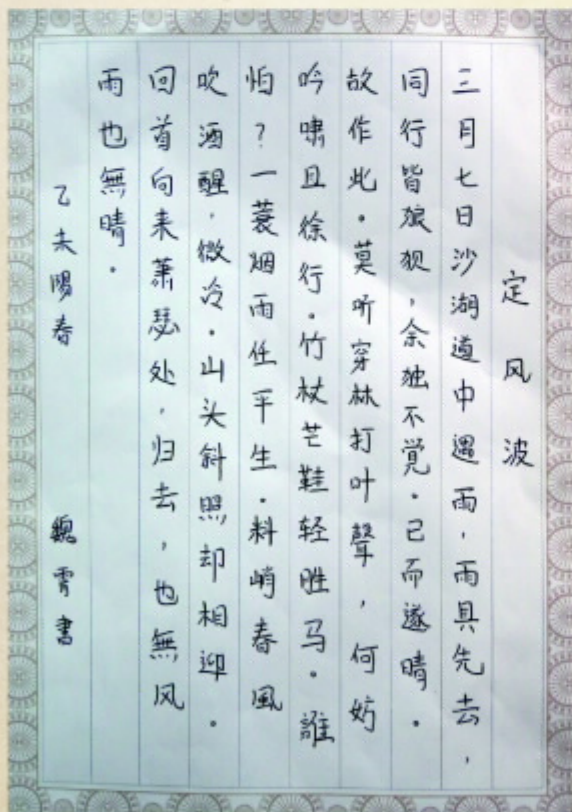 定风波
三月七日沙湖道中遇雨，雨具先去，
同行皆狼狈，余独不觉。已而遂晴。
故作此。莫听穿林打叶聲，何妨
吟啸且徐行。竹杖芒鞋轻胜马。誰
怕？一蓑烟雨任平生。料峭春風
吹酒醒，微冷。山头斜照却相迎。
回首向来萧瑟处，归去，也無风
雨也無晴。
乙未陽春 魏霄書